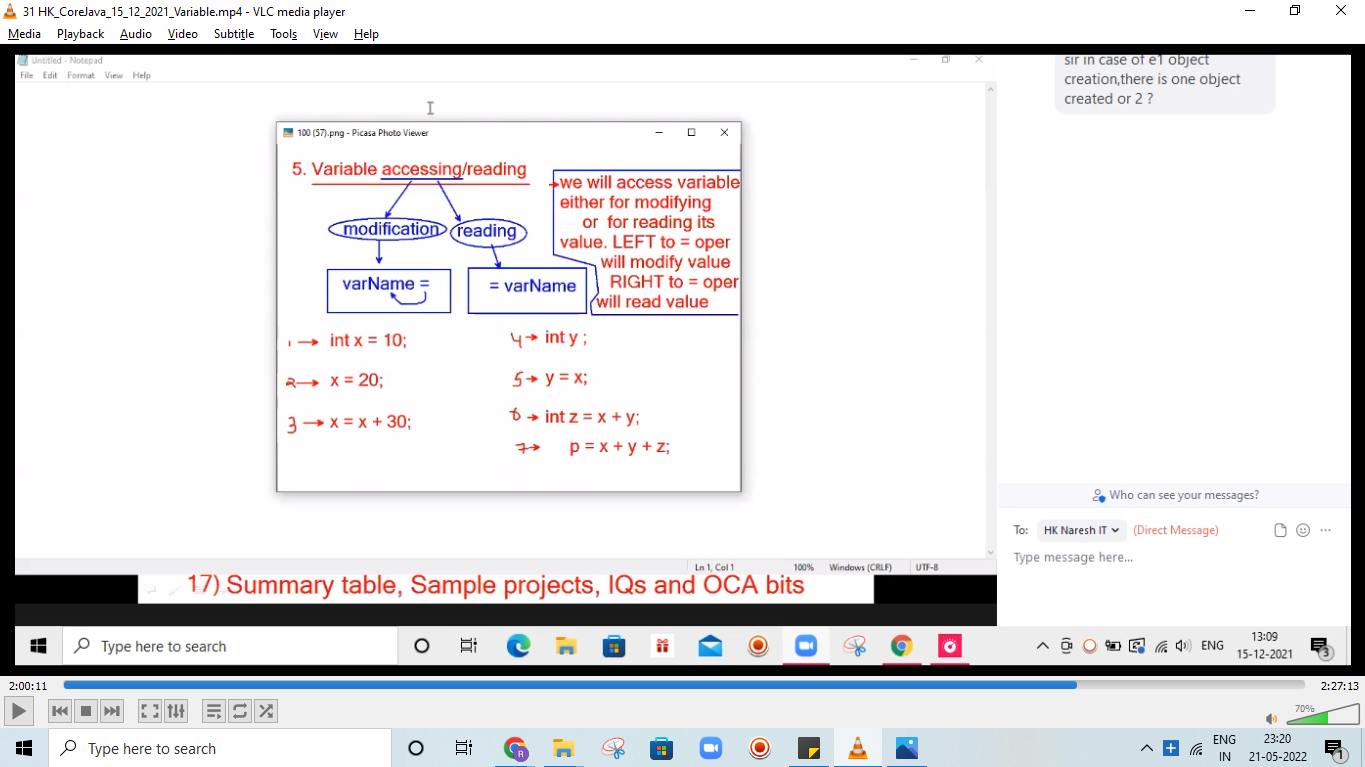 31 HK_CoreJava_15_12_2021_Variable.mp4 - VLC media player
Media Playback Audio Video Subtitle Tools View Help
Untitled - Notepad
File Edit Format View Help
sir in case of e1 object
creation,there is one object
created or 2 ?
100 (57).png - Picasa Photo Viewer
5. Variable accessing/reading
modification
reading
varName =
= varName
we will access variable
either for modifying
or for reading its
value. LEFT to = oper
will modify value
RIGHT to = oper
will read value
1 → int x = 10;
2 → x = 20;
3 → x = x + 30;
4 → int y ;
5 → y = x;
6 → int z = x + y;
7 → p = x + y + z;
Who can see your messages?
To: HK Naresh IT (Direct Message)
Type message here...
Ln 1, Col 1 100% Windows (CRLF) UTF-8
17) Summary table, Sample projects, IQs and OCA bits
Type here to search
ENG
13:09
15-12-2021
3
2:00:11
2:27:13
70%
Type here to search
R
ENG
IN
23:20
21-05-2022
1